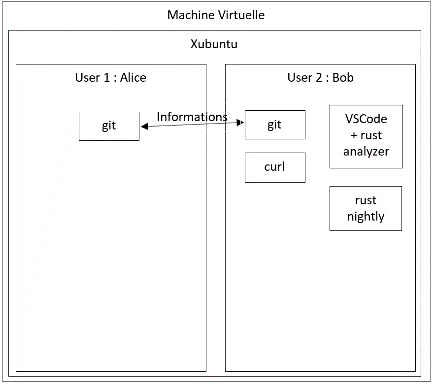 Machine Virtuelle
Xubuntu
User 1 : Alice
User 2 : Bob
git
Informations
git
VSCode
+ rust
analyzer
curl
rust
nightly